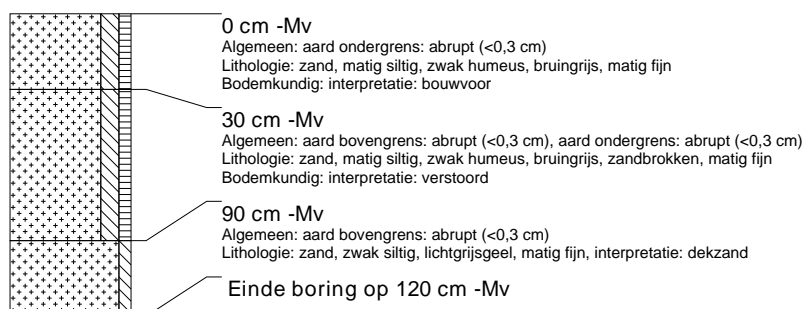 0 cm -Mv
Algemeen: aard ondergrens: abrupt (<0,3 cm)
Lithologie: zand, matig siltig, zwak humeus, bruingrijs, matig fijn
Bodemkundig: interpretatie: bouwvoor
30 cm -Mv
Algemeen: aard bovengrens: abrupt (<0,3 cm), aard ondergrens: abrupt (<0,3 cm)
Lithologie: zand, matig siltig, zwak humeus, bruingrijs, zandbrokken, matig fijn
Bodemkundig: interpretatie: verstoord
90 cm -Mv
Algemeen: aard bovengrens: abrupt (<0,3 cm)
Lithologie: zand, zwak siltig, lichtgrijsgeel, matig fijn, interpretatie: dekzand
Einde boring op 120 cm -Mv